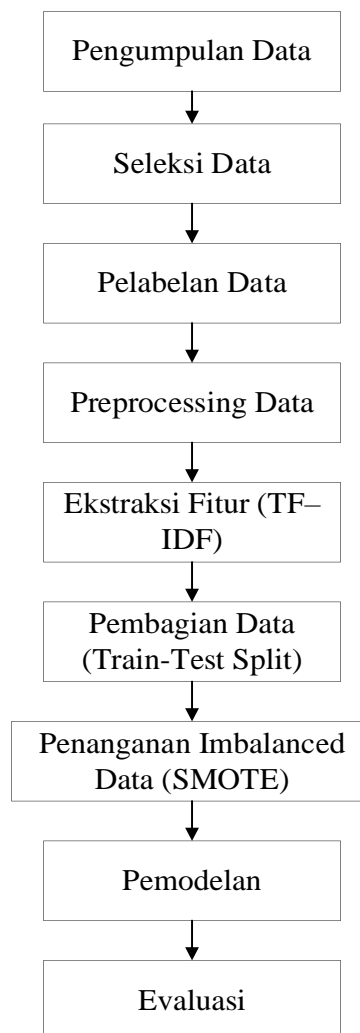 Pengumpulan Data
Seleksi Data
Pelabelan Data
Preprocessing Data
Ekstraksi Fitur (TF–
IDF)
Pembagian Data
(Train-Test Split)
Penanganan Imbalanced
Data (SMOTE)
Pemodelan
Evaluasi